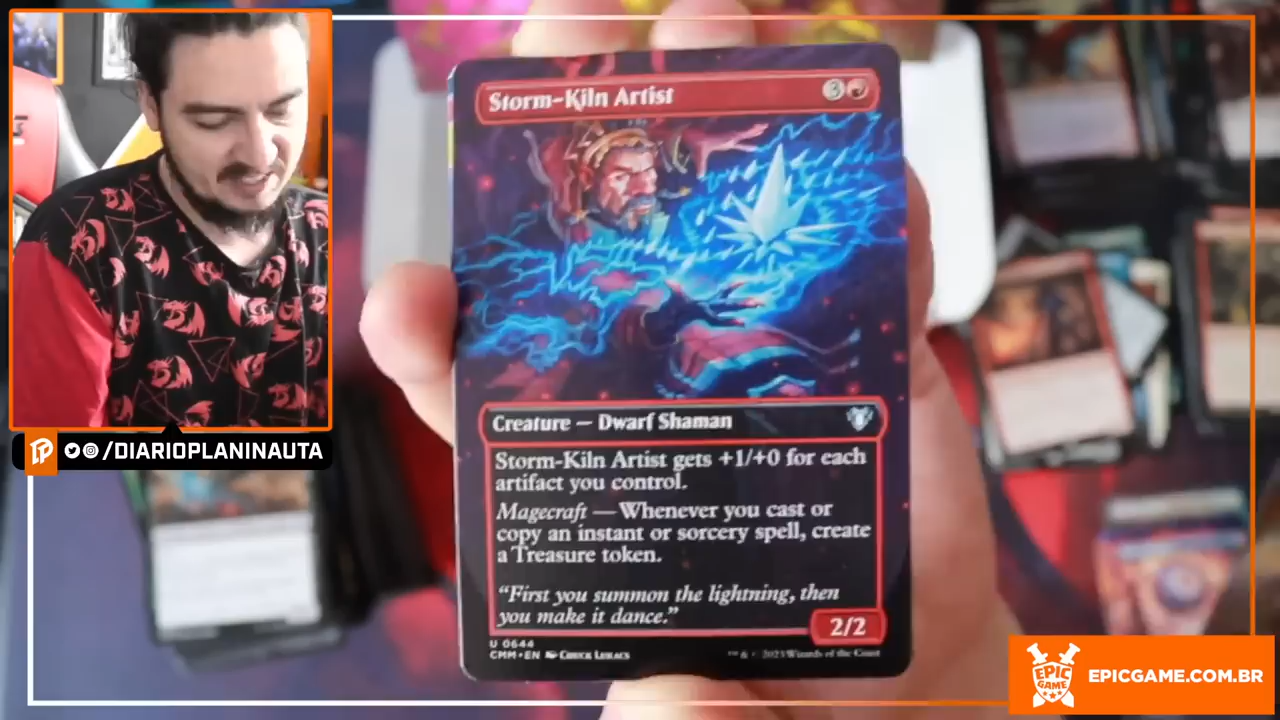 Storm-Kiln Artist
3
Creature — Dwarf Shaman
Storm-Kiln Artist gets +1/+0 for each
artifact you control.
Magecraft — Whenever you cast or
copy an instant or sorcery spell, create
a Treasure token.
“First you summon the lightning, then
you make it dance.”
2/2
U 0644
CMM • EN Chuck Lukacs
™ & © 2023 Wizards of the Coast
/DIARIOPLANINAUTA
EPIC
GAME
EPICGAME.COM.BR